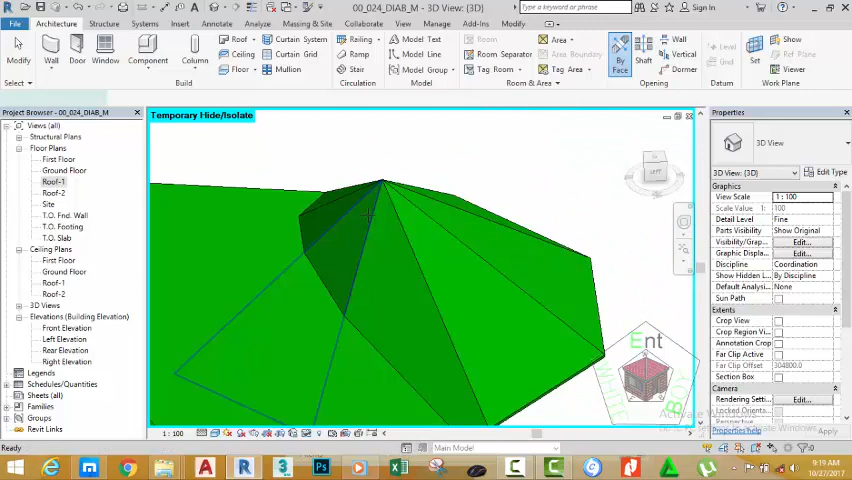 00_DIAB_M - 3D View: {3D}
Type a keyword or phrase
Sign In
File
Architecture
Structure
Systems
Insert
Annotate
Analyze
Massing & Site
Collaborate
View
Manage
Add-Ins
Modify
Modify
Wall
Door
Window
Component
Column
Roof
Ceiling
Floor
Curtain System
Curtain Grid
Mullion
Railing
Ramp
Stair
Model Text
Model Line
Model Group
Room
Room Separator
Tag Room
Area
Area Boundary
Tag Area
By Face
Shaft
Wall
Vertical
Dormer
Set
Show
Ref Plane
Viewer
Select
Build
Circulation
Model
Room & Area
Opening
Datum
Work Plane
Project Browser - 00_DIAB_M
Views (all)
Structural Plans
Floor Plans
First Floor
Ground Floor
Roof-1
Roof-2
Site
T.O. Fnd. Wall
T.O. Footing
T.O. Slab
Ceiling Plans
First Floor
Ground Floor
Roof-1
Roof-2
3D Views
Elevations (Building Elevation)
Front Elevation
Left Elevation
Rear Elevation
Right Elevation
Legends
Schedules/Quantities
Sheets (all)
Families
Groups
Revit Links
Temporary Hide/Isolate
LEFT
Ent
WHITE
BOY
Activate Windows
Properties
3D View
3D View: {3D}
Edit Type
Graphics
View Scale
1 : 100
Scale Value 1:
100
Detail Level
Fine
Parts Visibility
Show Original
Visibility/Grap...
Edit...
Graphic Displa...
Edit...
Discipline
Coordination
Show Hidden L...
By Discipline
Default Analysi...
None
Sun Path
Extents
Crop View
Crop Region Vi...
Annotation Crop
Far Clip Active
Far Clip Offset
304800.0
Section Box
Camera
Rendering Setti...
Edit...
Locked Orienta...
Properties help
Apply
1 : 100
Ready
Main Model
:0
9:19 AM
10/27/2017